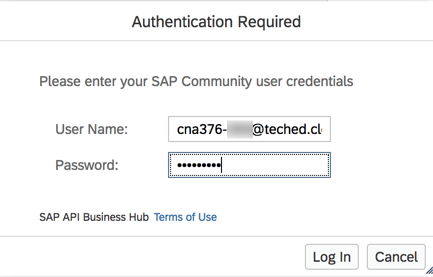 Authentication Required
Please enter your SAP Community user credentials
User Name: cna376- @teched.cl
Password: •••••••••
SAP API Business Hub Terms of Use
Log In Cancel